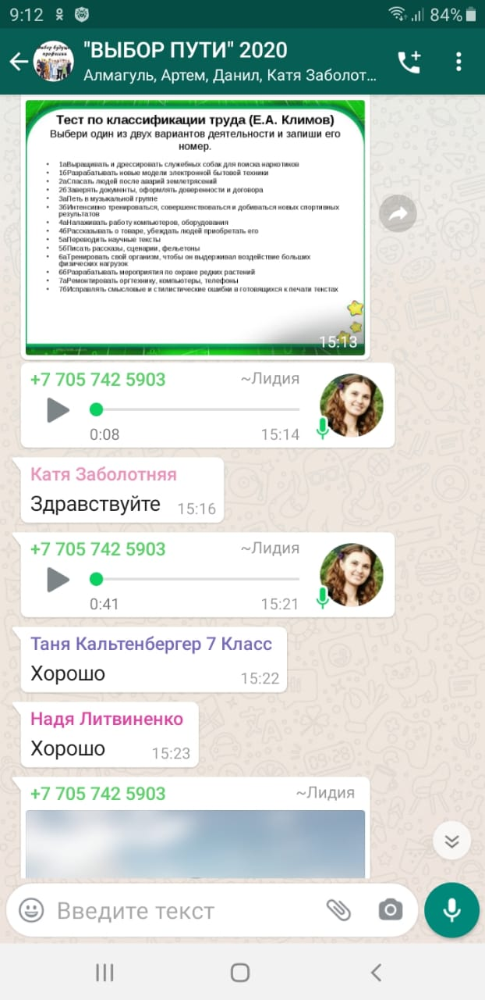 9:12
84%
"ВЫБОР ПУТИ" 2020
Алмагуль, Артем, Данил, Катя Заболот...
Тест по классификации труда (Е.А. Климов)
Выбери один из двух вариантов деятельности и запиши его
номер.
• 1аВыращивать и дрессировать служебных собак для поиска наркотиков
• 1бРазрабатывать новые модели электронной бытовой техники
• 2аСпасать людей после аварий землетрясений
• 2бЗаверять документы, оформлять доверенности и договора
• 3аПеть в музыкальной группе
• 3бИнтенсивно тренироваться, совершенствоваться и добиваться новых спортивных
результатов
• 4аНалаживать работу компьютеров, оборудования
• 4бРассказывать о товаре, убеждать людей приобретать его
• 5аПереводить научные тексты
• 5бПисать рассказы, сценарии, фельетоны
• 6аТренировать свой организм, чтобы он выдерживал воздействие больших
физических нагрузок
• 6бРазрабатывать мероприятия по охране редких растений
• 7аРемонтировать оргтехнику, компьютеры, телефоны
• 7бИсправлять смысловые и стилистические ошибки в готовящихся к печати текстах
15:13
+7 705 742 5903 ~Лидия
0:08 15:14
Катя Заболотняя
Здравствуйте 15:16
+7 705 742 5903 ~Лидия
0:41 15:21
Таня Кальтенбергер 7 Класс
Хорошо 15:22
Надя Литвиненко
Хорошо 15:23
+7 705 742 5903 ~Лидия
Введите текст